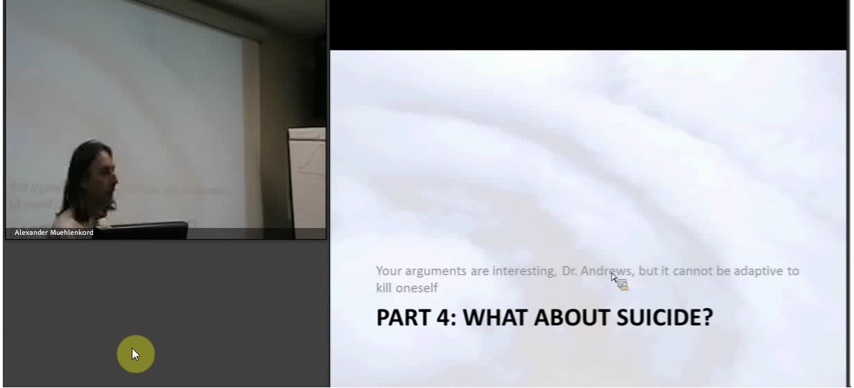 Alexander Muehlenkord
Your arguments are interesting, Dr. Andrews, but it cannot be adaptive to
kill oneself
PART 4: WHAT ABOUT SUICIDE?